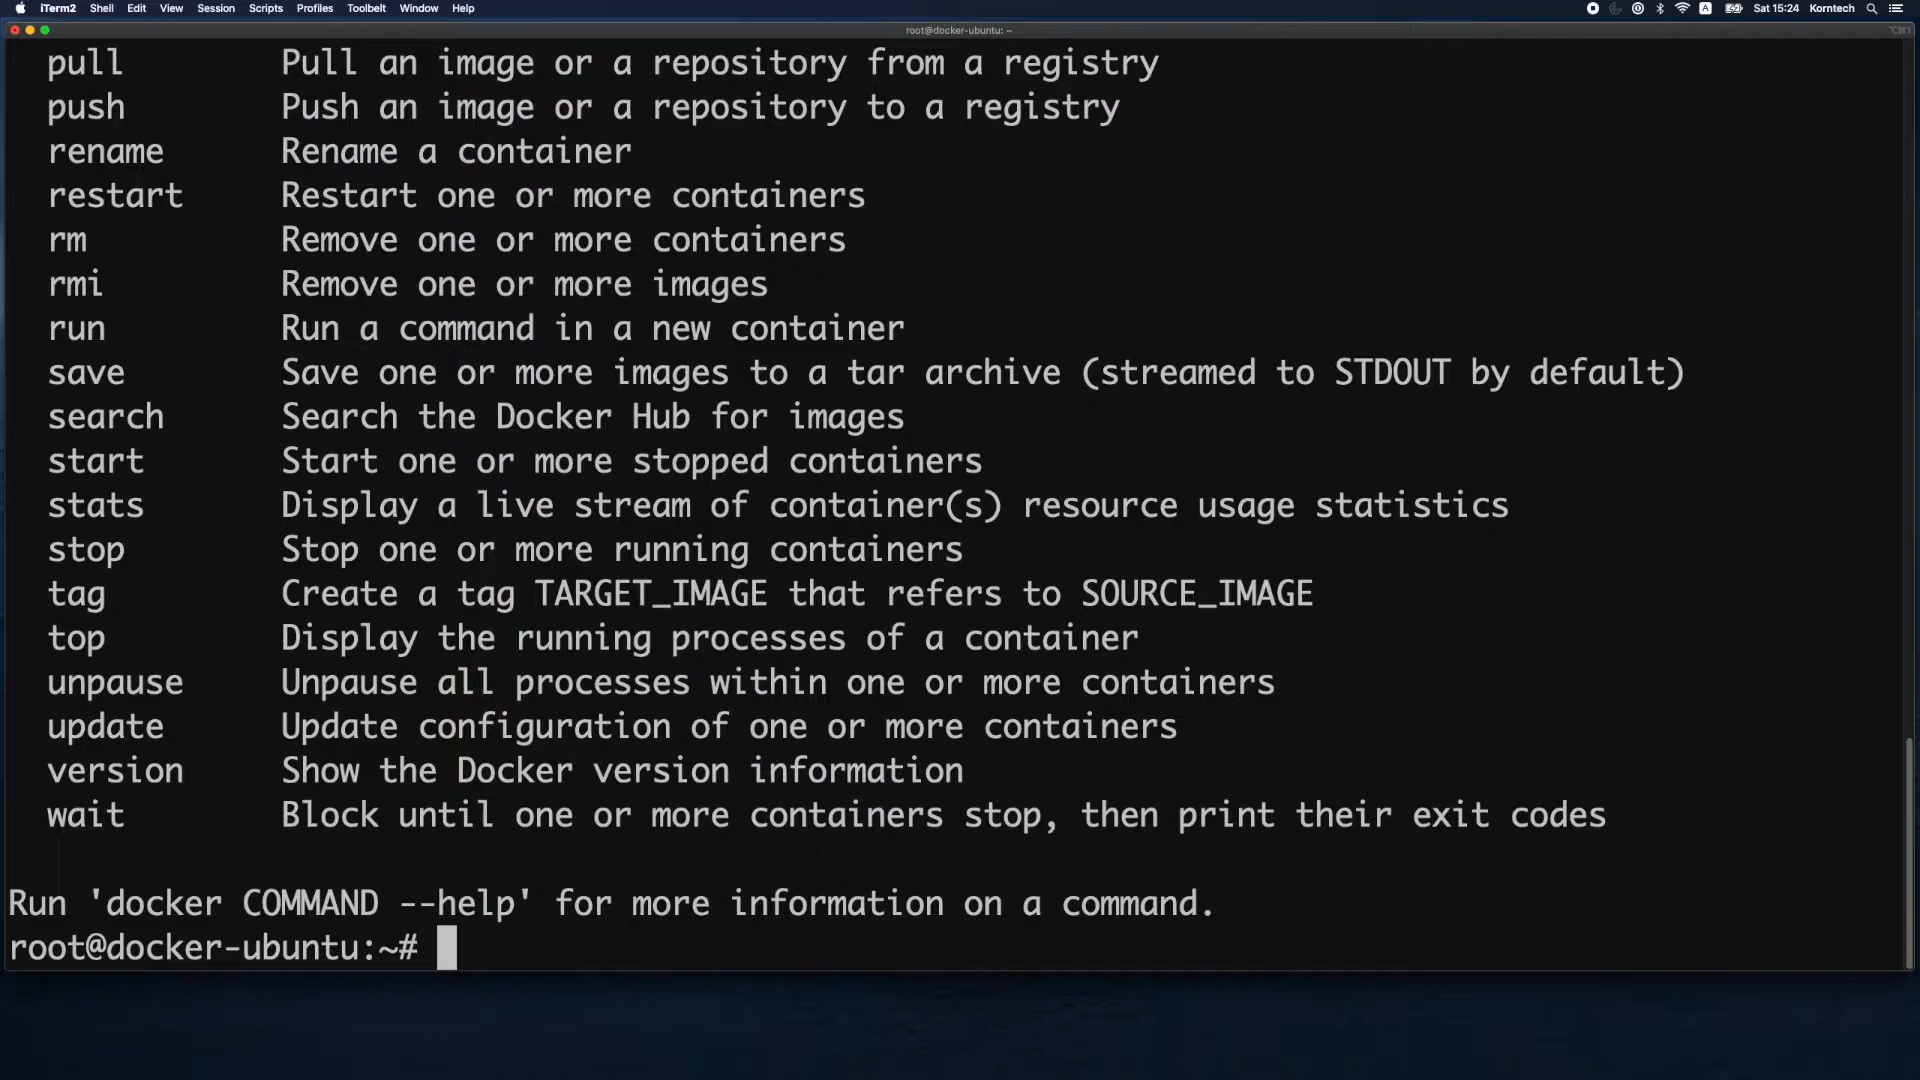 iTerm2 Shell Edit View Session Scripts Profiles Toolbelt Window Help Sat 15:24 Korntech
root@docker-ubuntu: ~
pull Pull an image or a repository from a registry
push Push an image or a repository to a registry
rename Rename a container
restart Restart one or more containers
rm Remove one or more containers
rmi Remove one or more images
run Run a command in a new container
save Save one or more images to a tar archive (streamed to STDOUT by default)
search Search the Docker Hub for images
start Start one or more stopped containers
stats Display a live stream of container(s) resource usage statistics
stop Stop one or more running containers
tag Create a tag TARGET_IMAGE that refers to SOURCE_IMAGE
top Display the running processes of a container
unpause Unpause all processes within one or more containers
update Update configuration of one or more containers
version Show the Docker version information
wait Block until one or more containers stop, then print their exit codes
Run 'docker COMMAND --help' for more information on a command.
root@docker-ubuntu:~#